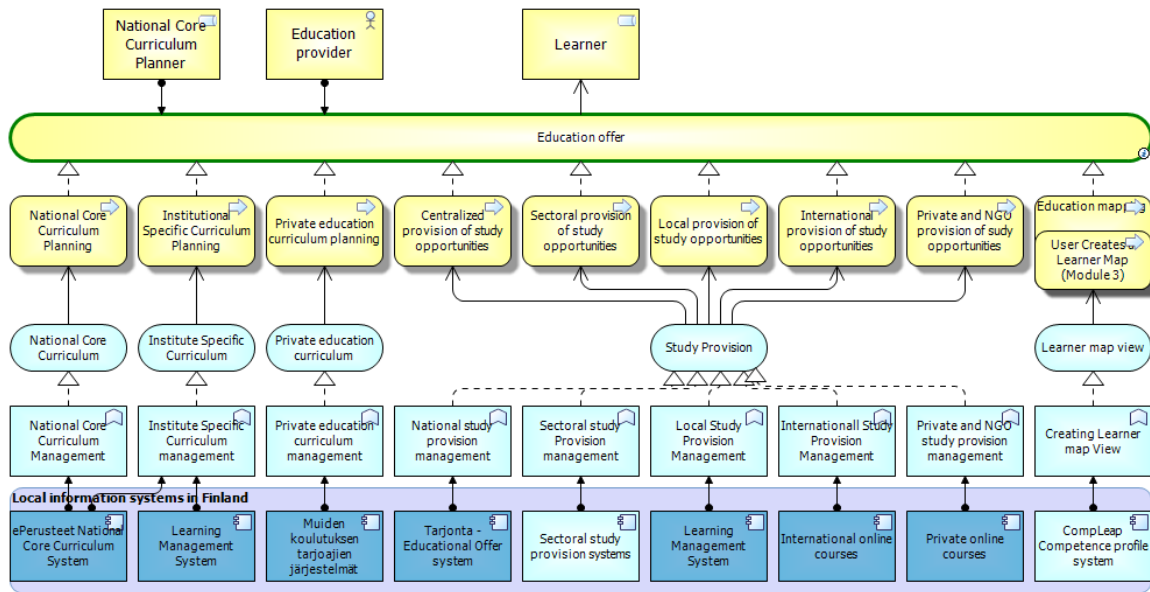 National Core
Curriculum
Planner
Education
provider
Learner
Education offer
National Core
Curriculum
Planning
Institutional
Specific Curriculum
Planning
Private education
curriculum planning
Centralized
provision of study
opportunities
Sectoral provision
of study
opportunities
Local provision of
study opportunities
International
provision of study
opportunities
Private and NGO
provision of sudy
opportunities
Education mapping
User Creates a
Learner Map
(Module 3)
National Core
Curriculum
Institute Specific
Curriculum
Private education
curriculum
Study Provision
Learner map view
National Core
Curriculum
Management
Institute Specific
Curriculum
management
Private education
curriculum
management
National study
provision
management
Sectoral study
Provision
management
Local Study
Provision
Management
Internationall Study
Provision
Management
Private and NGO
study provision
management
Creating Learner
map View
Local information systems in Finland
ePerusteet National
Core Curriculum
System
Learning
Management
System
Muiden
koulutuksen
tarjoajien
järjestelmät
Tarjonta -
Educational Offer
system
Sectoral study
provision systems
Learning
Management
System
International online
courses
Private online
courses
CompLeap
Competence profile
system